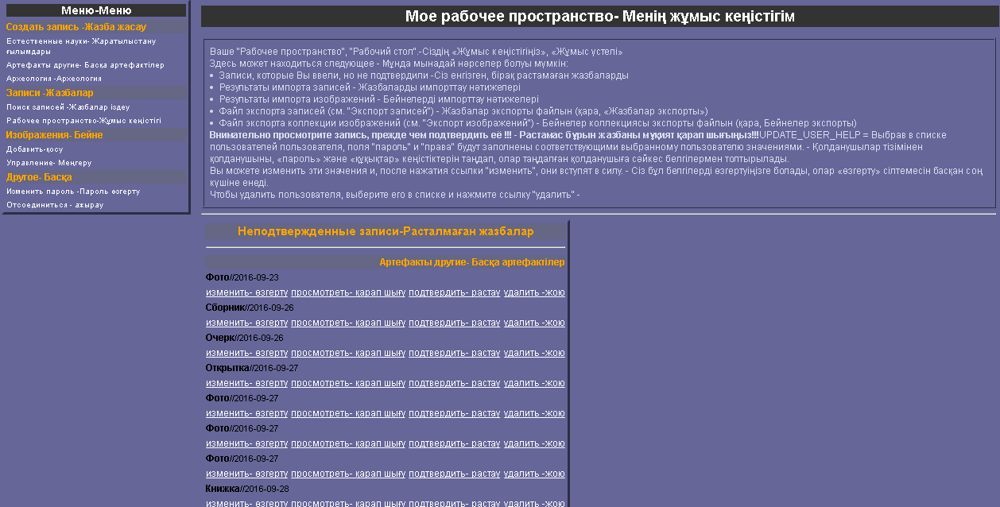 Меню-Меню
Создать запись -Жазба жасау
Естественные науки- Жаратылыстану
ғылымдары
Артефакты другие- Басқа артефактілер
Археология -Археология
Записи -Жазбалар
Поиск записей -Жазбалар іздеу
Рабочее пространство-Жұмыс кеңістігі
Изображения- Бейне
Добавить-қосу
Управление- Меңгеру
Другое- Басқа
Изменить пароль -Пароль өзгерту
Отсоединиться - ажырау
Мое рабочее пространство- Менің жұмыс кеңістігім
Ваше "Рабочее пространство", "Рабочий стол".-Сіздің «Жұмыс кеңістігіңіз», «Жұмыс үстелі»
Здесь может находиться следующее - Мұнда мынадай нәрселер болуы мүмкін:
• Записи, которые Вы ввели, но не подтвердили -Сіз енгізген, бірақ растамаған жазбаларды
• Результаты импорта записей - Жазбаларды импорттау нәтижелері
• Результаты импорта изображений - Бейнелерді импорттау нәтижелері
• Файл экспорта записей (см. "Экспорт записей") - Жазбалар экспорты файлын (қара, «Жазбалар экспорты»)
• Файл экспорта коллекции изображений (см. "Экспорт изображений") - Бейнелер коллекциясы экспорты файлын (қара, Бейнелер экспорты)
Внимательно просмотрите запись, прежде чем подтвердить её !!! - Растамас бұрын жазбаны мұқият қарап шығыңыз!!!UPDATE_USER_HELP = Выбрав в списке
пользователей пользователя, поля "пароль" и "права" будут заполнены соответствующими выбранному пользователю значениями. - Қолданушылар тізімінен
қолданушыны, «пароль» және «құқықтар» кеңістіктерін таңдап, олар таңдалған қолданушыға сәйкес белгілермен толтырылады.
Вы можете изменить эти значения и, после нажатия ссылки "изменить", они вступят в силу. - Сіз бұл белгілерді өзгертуіңізге болады, олар «өзгерту» сілтемесін басқан соң
күшіне енеді.
Чтобы удалить пользователя, выберите его в списке и нажмите ссылку "удалить" -
Неподтвержденные записи-Расталмаған жазбалар
Артефакты другие- Басқа артефактілер
Фото//2016-09-23
изменить- өзгерту просмотреть- қарап шығу подтвердить- растау удалить -жою
Сборник//2016-09-26
изменить- өзгерту просмотреть- қарап шығу подтвердить- растау удалить -жою
Очерк//2016-09-26
изменить- өзгерту просмотреть- қарап шығу подтвердить- растау удалить -жою
Открытка//2016-09-27
изменить- өзгерту просмотреть- қарап шығу подтвердить- растау удалить -жою
Фото//2016-09-27
изменить- өзгерту просмотреть- қарап шығу подтвердить- растау удалить -жою
Фото//2016-09-27
изменить- өзгерту просмотреть- қарап шығу подтвердить- растау удалить -жою
Фото//2016-09-27
изменить- өзгерту просмотреть- қарап шығу подтвердить- растау удалить -жою
Книжка//2016-09-28
изменить- өзгерту просмотреть- қарап шығу подтвердить- растау удалить -жою